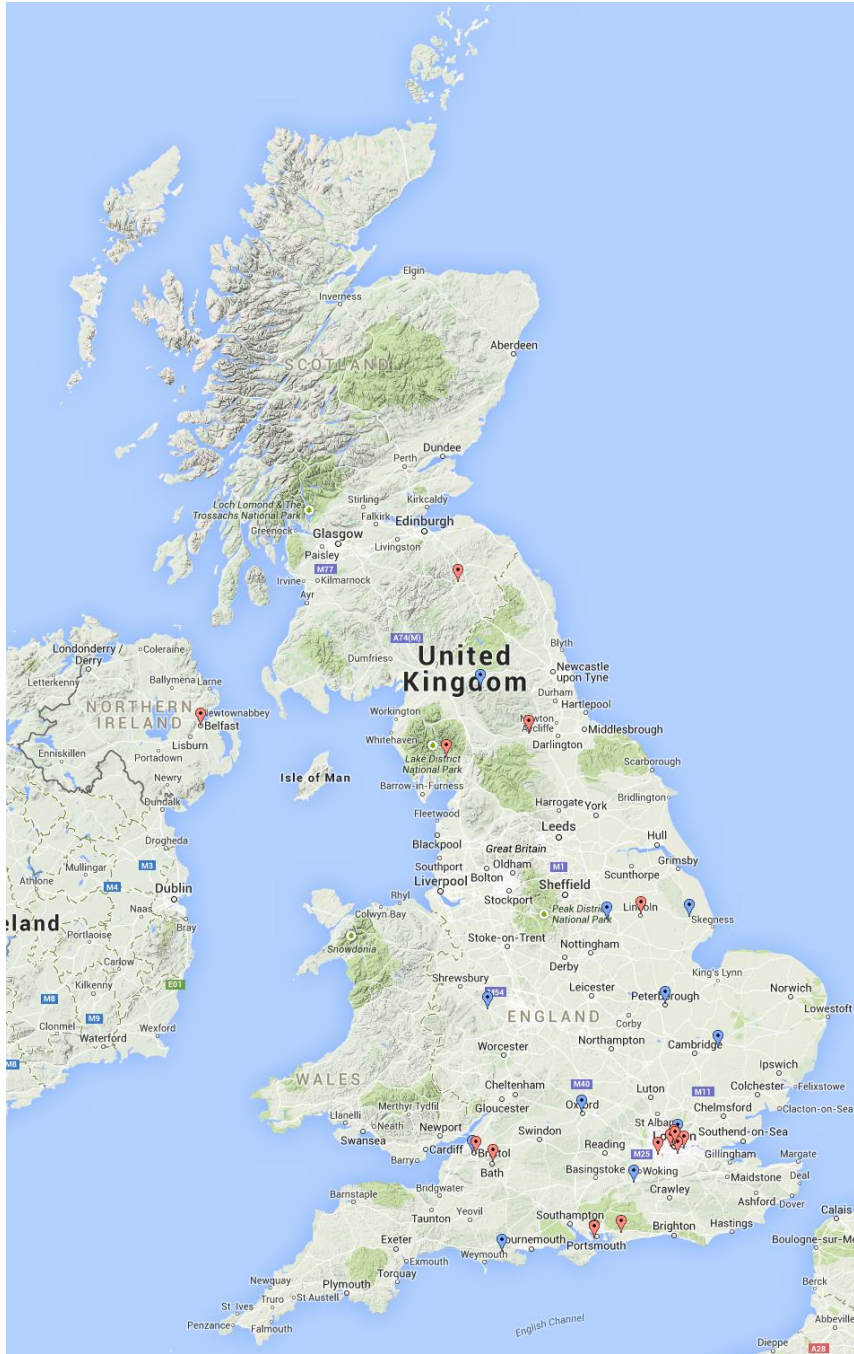 Elgin
Inverness
Aberdeen
SCOTLAND
Dundee
Perth
Loch Lomond & The
Trossachs National Park
Stirling
Kirkcaldy
Falkirk
Edinburgh
Greenock
Glasgow
Livingston
Paisley
M77
Irvine
Kilmarnock
Ayr
A74(M)
Londonderry /
Derry
Coleraine
Blyth
United
Kingdom
Dumfries
Newcastle
upon Tyne
Letterkenny
Ballymena
Larne
Durham
Hartlepool
NORTHERN
IRELAND
Newtownabbey
Belfast
Workington
Middlesbrough
Lisburn
Whitehaven
Darlington
Enniskillen
Portadown
Lake District
National Park
Scarborough
Newry
Isle of Man
Barrow-in-Furness
Dundalk
Harrogate
York
Bridlington
Fleetwood
Leeds
Drogheda
Blackpool
Great Britain
Hull
Mullingar
M3
Southport
Oldham
M1
Grimsby
Athlone
M4
Dublin
Liverpool
Bolton
Sheffield
Scunthorpe
Rhyl
Stockport
Naas
Colwyn Bay
Lincoln
Bray
Peak District
National Park
Skegness
eland
Portlaoise
Snowdonia
Stoke-on-Trent
Nottingham
Carlow
Derby
King's Lynn
Kilkenny
E01
Shrewsbury
Leicester
Peterborough
Norwich
M8
M54
Lowestoft
Clonmel
M9
Wexford
ENGLAND
Corby
Waterford
Worcester
Northampton
Cambridge
M8
Ipswich
WALES
M40
Cheltenham
Luton
M11
Colchester
Felixstowe
Merthyr Tydfil
Gloucester
Oxford
Chelmsford
Clacton-on-Sea
Llanelli
Neath
Newport
St Albans
Swansea
Swindon
London
Southend-on-Sea
Barry
Cardiff
Bristol
Reading
M25
Gillingham
Margate
Bath
Basingstoke
Woking
Maidstone
Deal
Barnstaple
Bridgwater
Crawley
Ashford
Dover
Taunton
Yeovil
Southampton
Calais
Exeter
Bournemouth
Portsmouth
Brighton
Hastings
Exmouth
Weymouth
Boulogne-sur-Me
Newquay
Torquay
Plymouth
Berck
St. Ives
Truro
St Austell
Penzance
Falmouth
English Channel
Abbeville
Dieppe
A28